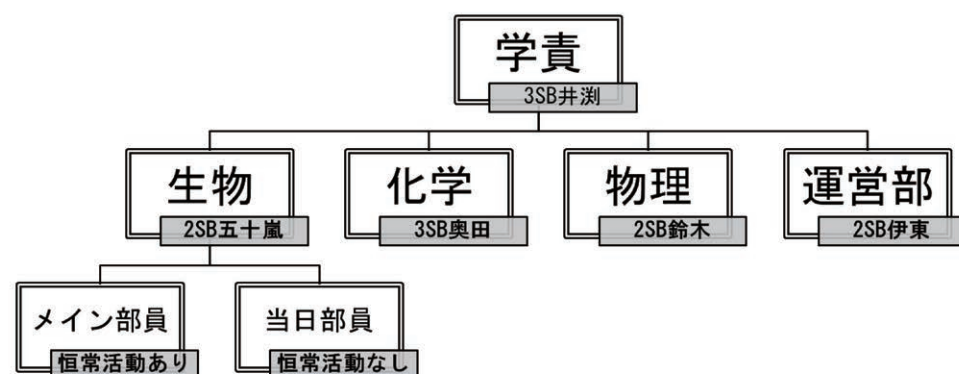 学責
3SB井渕
生物
2SB五十嵐
化学
3SB奥田
物理
2SB鈴木
運営部
2SB伊東
メイン部員
恒常活動あり
当日部員
恒常活動なし